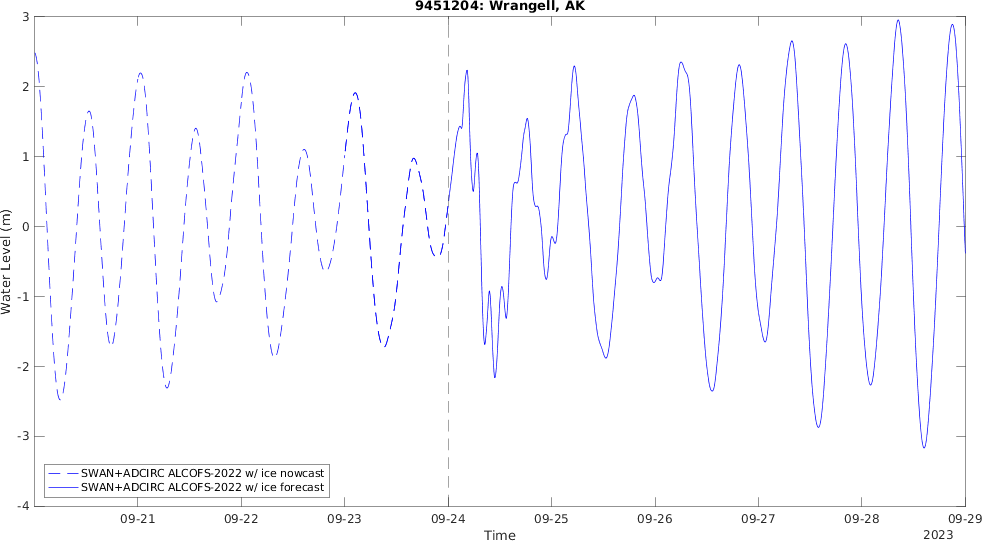 9451204: Wrangell, AK
Water Level (m)
3
2
1
0
-1
-2
-3
-4
SWAN+ADCIRC ALCOFS-2022 w/ ice nowcast
SWAN+ADCIRC ALCOFS-2022 w/ ice forecast
09-21 09-22 09-23 09-24 09-25 09-26 09-27 09-28 09-29
Time
2023